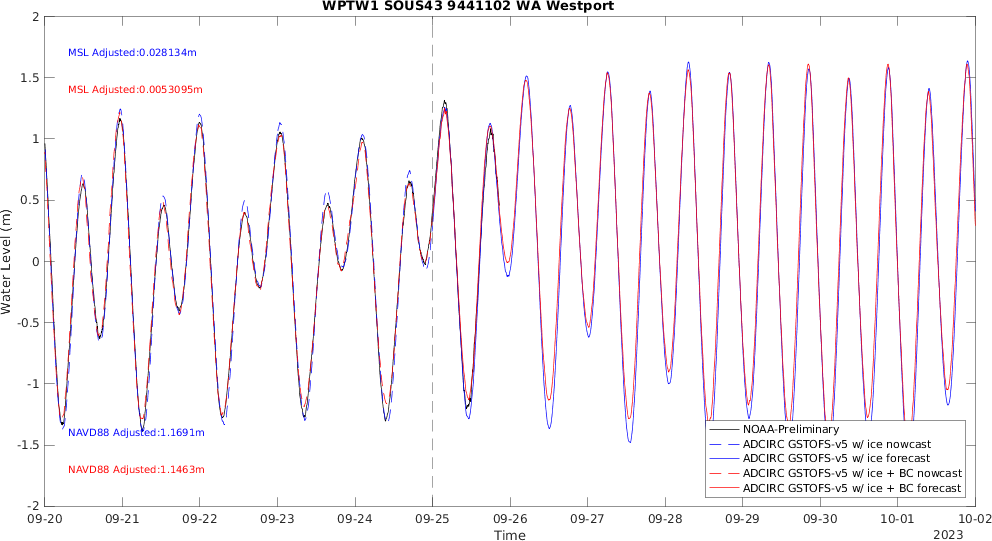 WPTW1 SOUS43 9441102 WA Westport
2
1.5
1
0.5
0
-0.5
-1
-1.5
-2
Water Level (m)
MSL Adjusted:0.028134m
MSL Adjusted:0.0053095m
NAVD88 Adjusted:1.1691m
NAVD88 Adjusted:1.1463m
NOAA-Preliminary
ADCIRC GSTOFS-v5 w/ ice nowcast
ADCIRC GSTOFS-v5 w/ ice forecast
ADCIRC GSTOFS-v5 w/ ice + BC nowcast
ADCIRC GSTOFS-v5 w/ ice + BC forecast
09-20 09-21 09-22 09-23 09-24 09-25 09-26 09-27 09-28 09-29 09-30 10-01 10-02
Time
2023